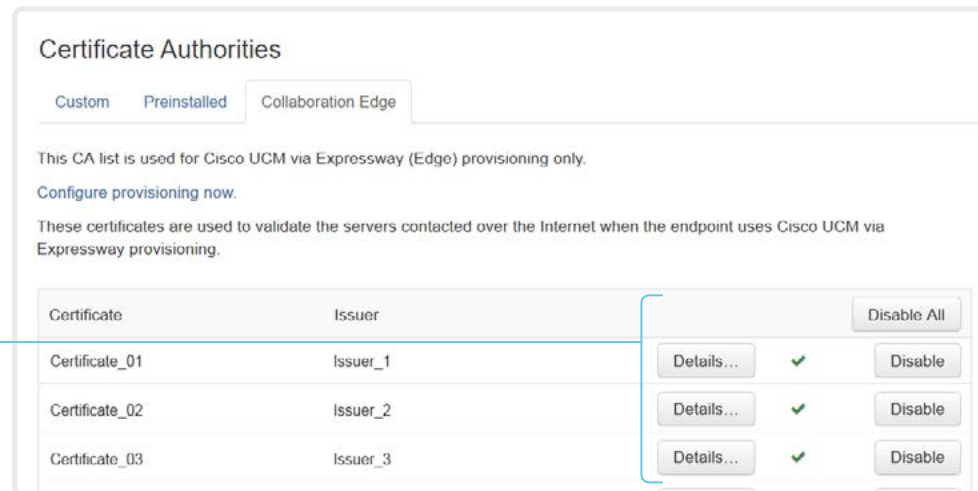 Certificate Authorities
Custom Preinstalled Collaboration Edge
This CA list is used for Cisco UCM via Expressway (Edge) provisioning only.
Configure provisioning now.
These certificates are used to validate the servers contacted over the Internet when the endpoint uses Cisco UCM via
Expressway provisioning.
Certificate Issuer Disable All
Certificate_01 Issuer_1 Details... Disable
Certificate_02 Issuer_2 Details... Disable
Certificate_03 Issuer_3 Details... Disable